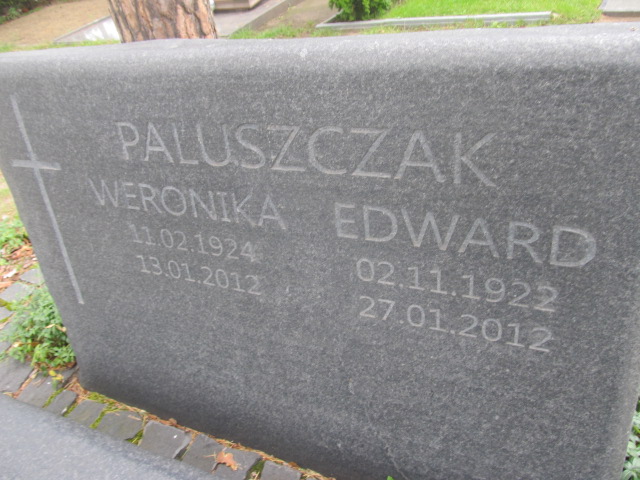 PALUSZCZAK
WERONIKA
11.02.1924
13.01.2012
EDWARD
02.11.1922
27.01.2012